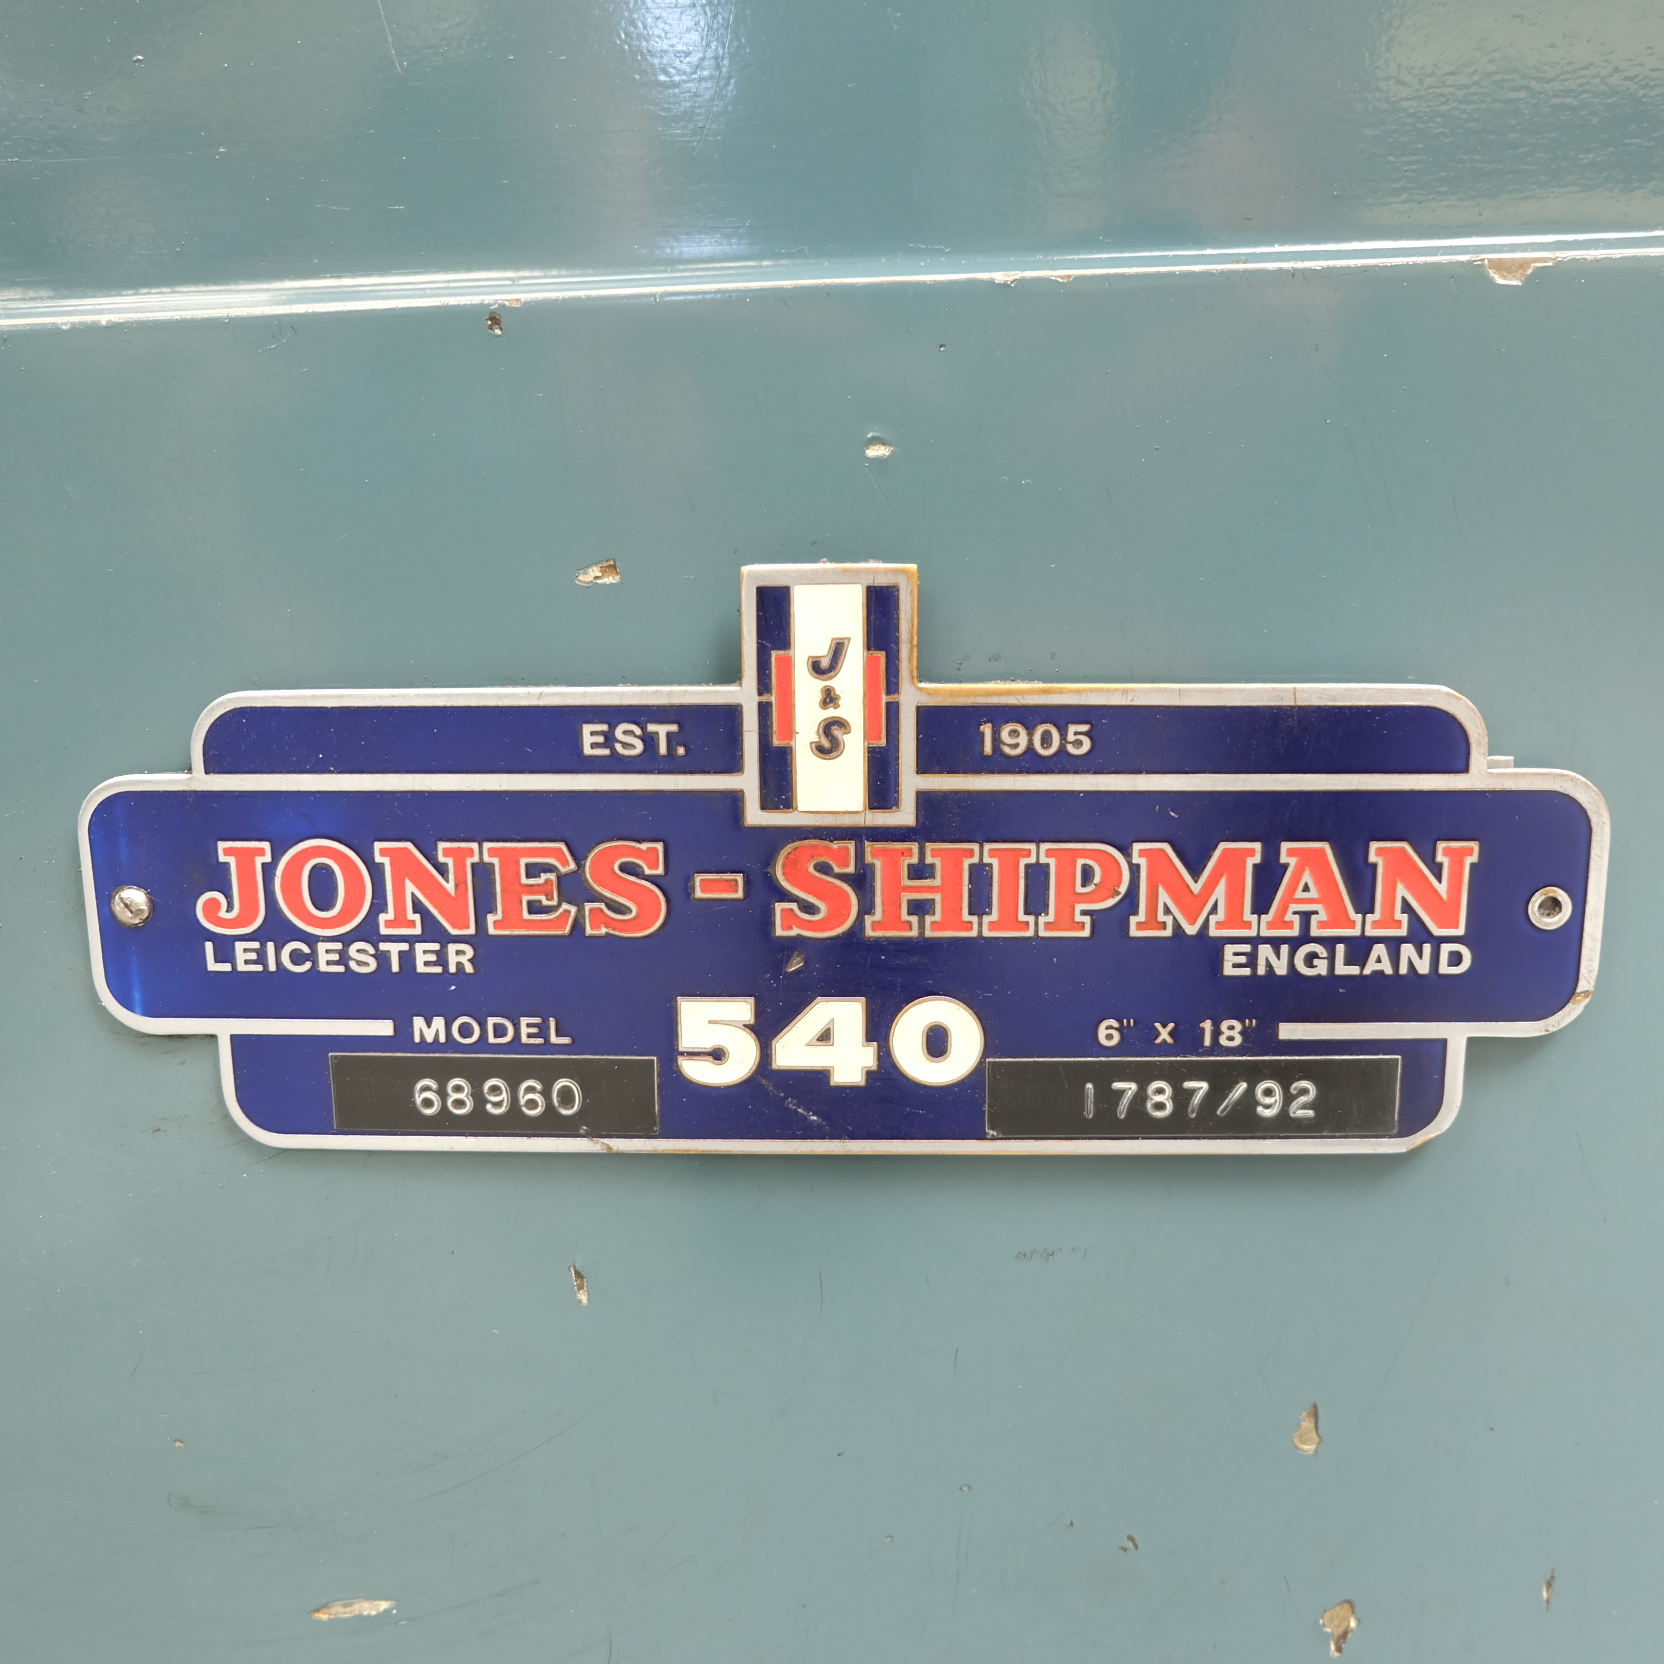 J
&
S
EST. 1905
JONES-SHIPMAN
LEICESTER ENGLAND
MODEL 540 6" x 18"
68960 1787/92